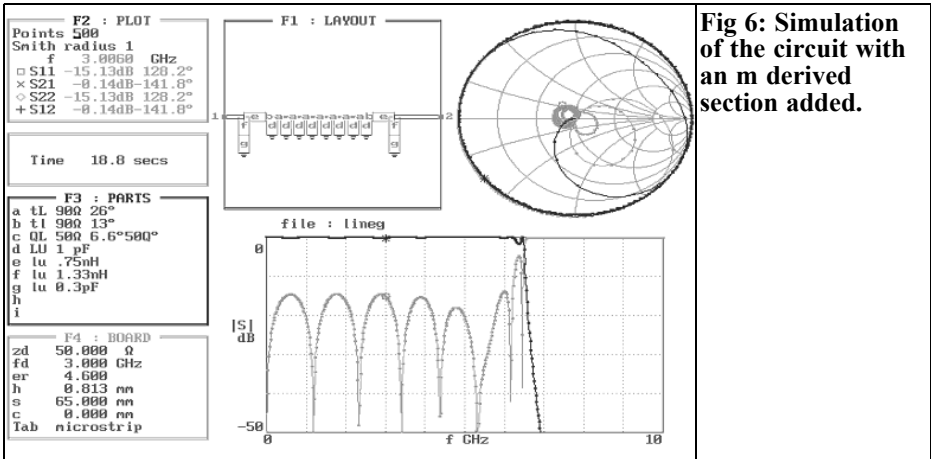 F2 : PLOT
Points 500
Smith radius 1
f 3.0060 GHz
□ S11 -15.13dB 128.2°
× S21 -0.14dB-141.8°
◇ S22 -15.13dB 128.2°
+ S12 -0.14dB-141.8°
Time 18.8 secs
F3 : PARTS
a tL 90Ω 26°
b tl 90Ω 13°
c QL 50Ω 6.6°50Q°
d LU 1 pF
e lu .75nH
f lu 1.33nH
g lu 0.3pF
h
i
F4 : BOARD
zd 50.000 Ω
fd 3.000 GHz
er 4.600
h 0.813 mm
s 65.000 mm
c 0.000 mm
Tab microstrip
F1 : LAYOUT
1 e b a a a a a a b e 2
f d d d d d d d f
g g
file : lineg
0
|S|
dB
-50
0 f GHz 10
Fig 6: Simulation
of the circuit with
an m derived
section added.